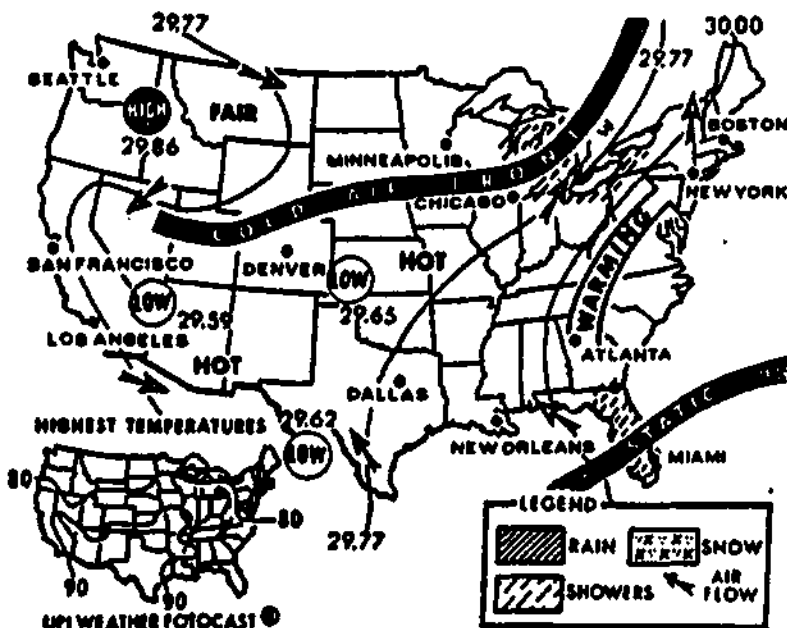 29.77
30.00
29.77
SEATTLE
HIGH
FAIR
29.86
BOSTON
MINNEAPOLIS
NEW YORK
CHICAGO
COLD AIR FRONT
WARMING
SAN FRANCISCO
DENVER
LOW
HOT
LOW
29.59
29.65
LOS ANGELES
ATLANTA
HOT
DALLAS
HIGHEST TEMPERATURES
29.62
LOW
NEW ORLEANS
MIAMI
80
80
29.77
90
90
LEGEND
RAIN
SNOW
SHOWERS
AIR
FLOW
UPI WEATHER FOTOCAST